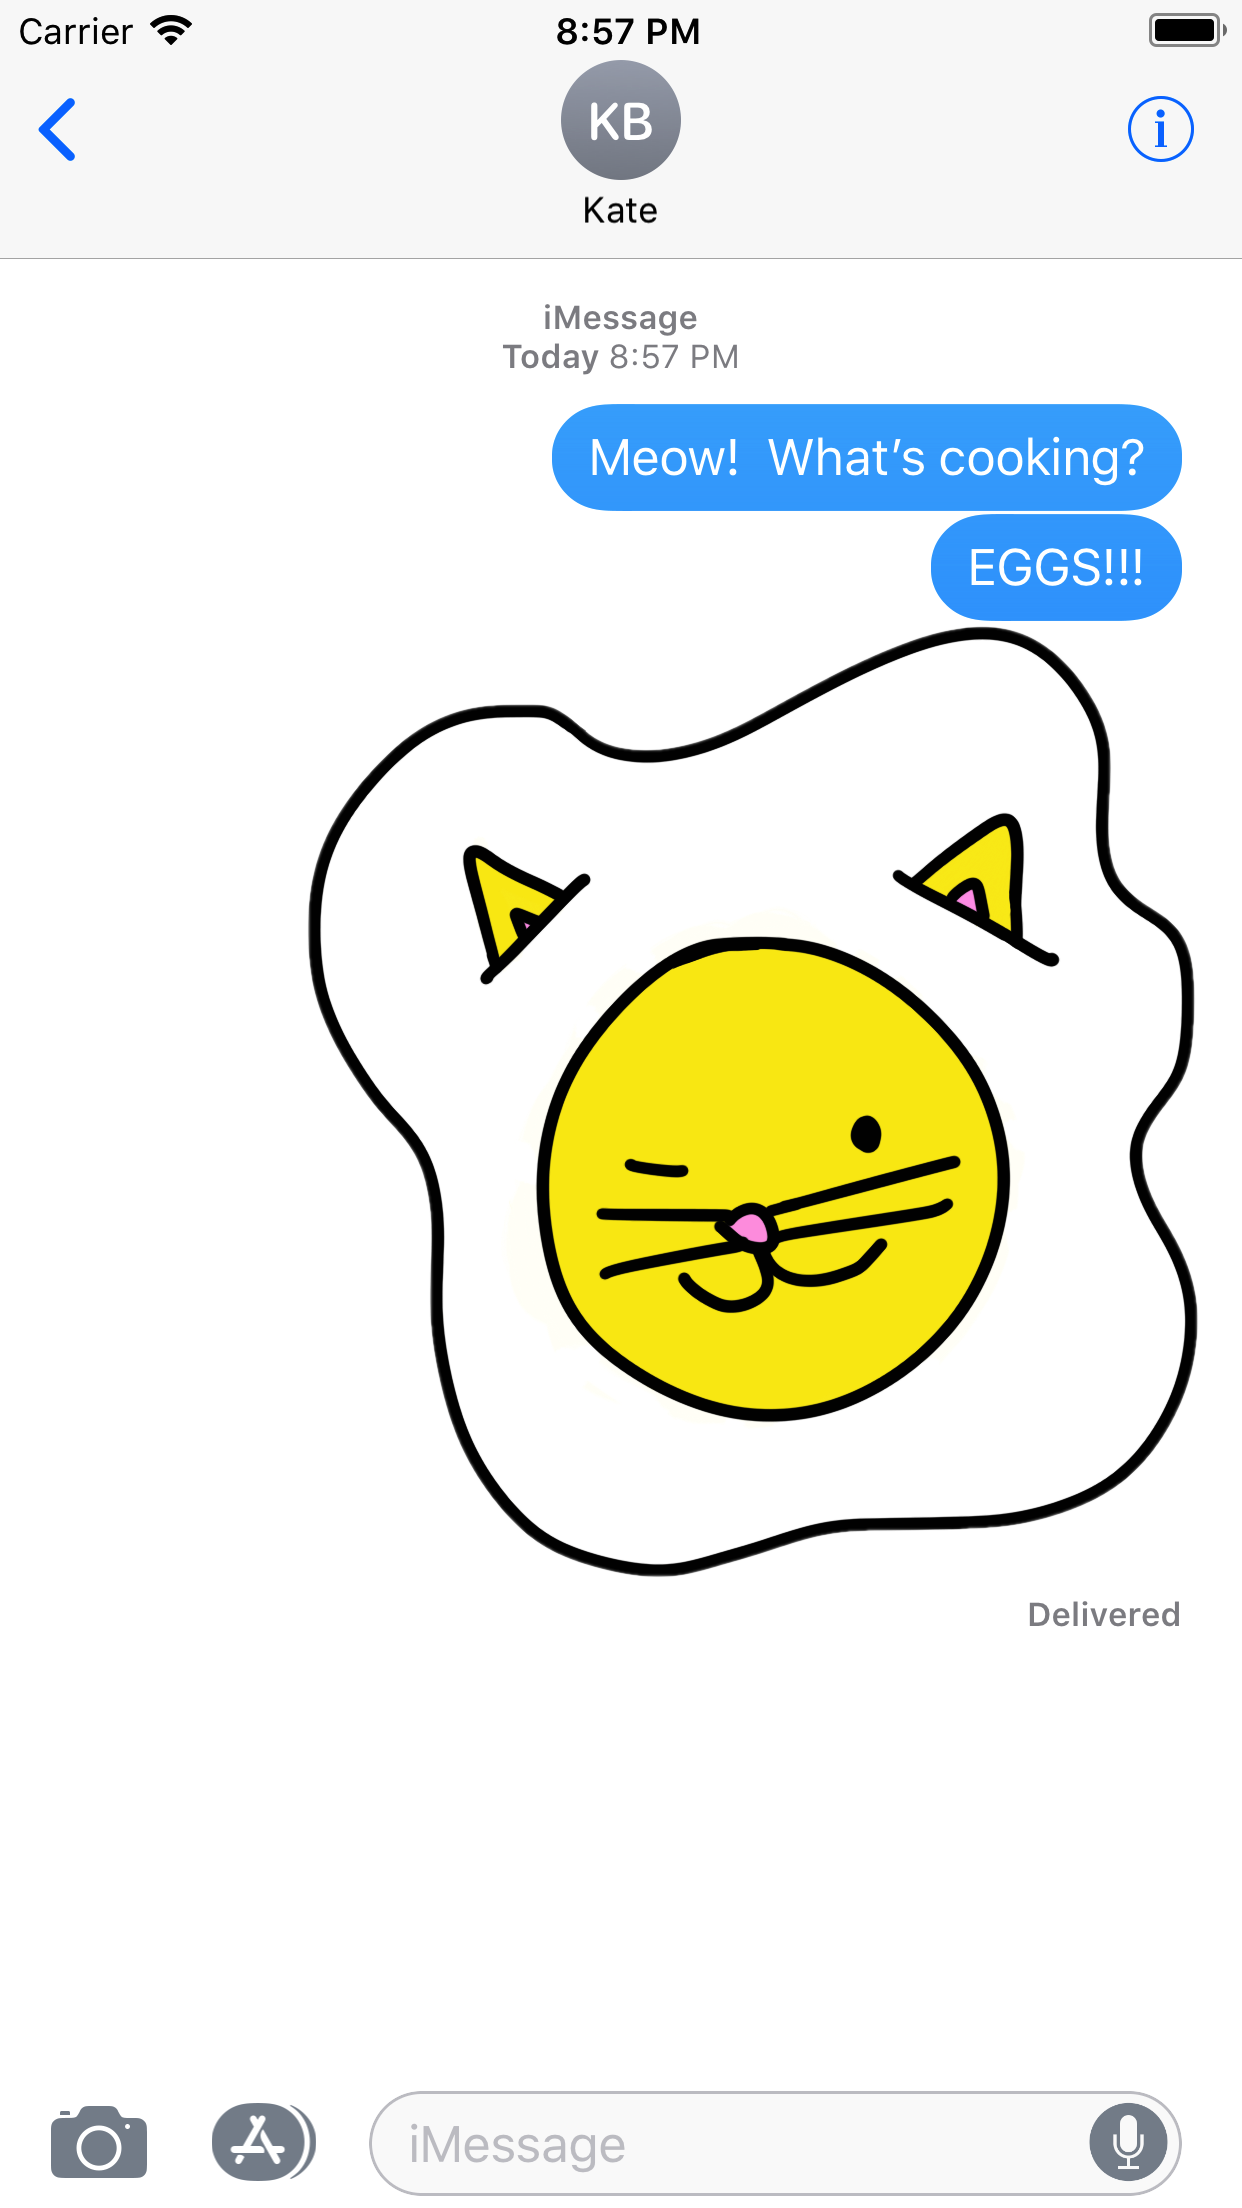 Carrier 8:57 PM
KB
Kate
iMessage
Today 8:57 PM
Meow!  What’s cooking?
EGGS!!!
Delivered
iMessage